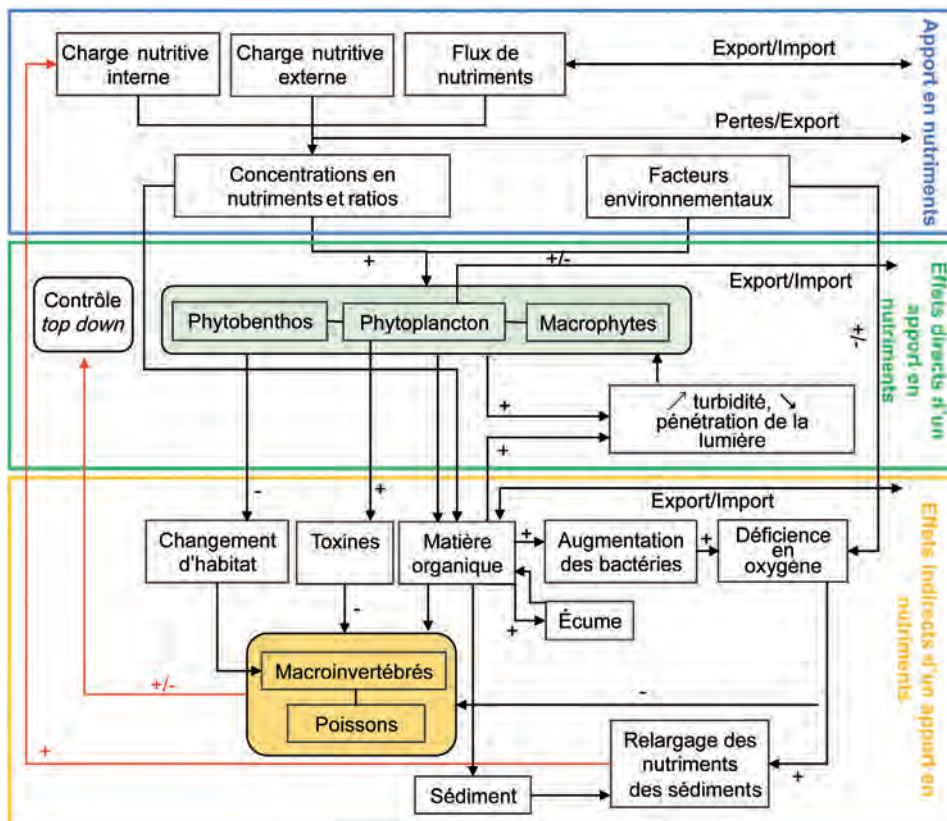 Charge nutritive
interne
Charge nutritive
externe
Flux de
nutriments
Export/Import
Pertes/Export
Concentrations en
nutriments et ratios
Facteurs
environnementaux
Apport en nutriments
+
+/-
Export/Import
-/+
Contrôle
top down
Phytobenthos
Phytoplancton
Macrophytes
+
↗ turbidité, ↘
pénétration de la
lumière
+
Effets directs d'un
apport en
nutriments
-
+
Export/Import
Changement
d'habitat
Toxines
Matière
organique
+
Augmentation
des bactéries
+
Déficience
en
oxygène
-
+
Écume
Macroinvertébrés
Poissons
+/-
-
+
Relargage des
nutriments
des sédiments
+
Sédiment
Effets indirects d'un apport en
nutriments